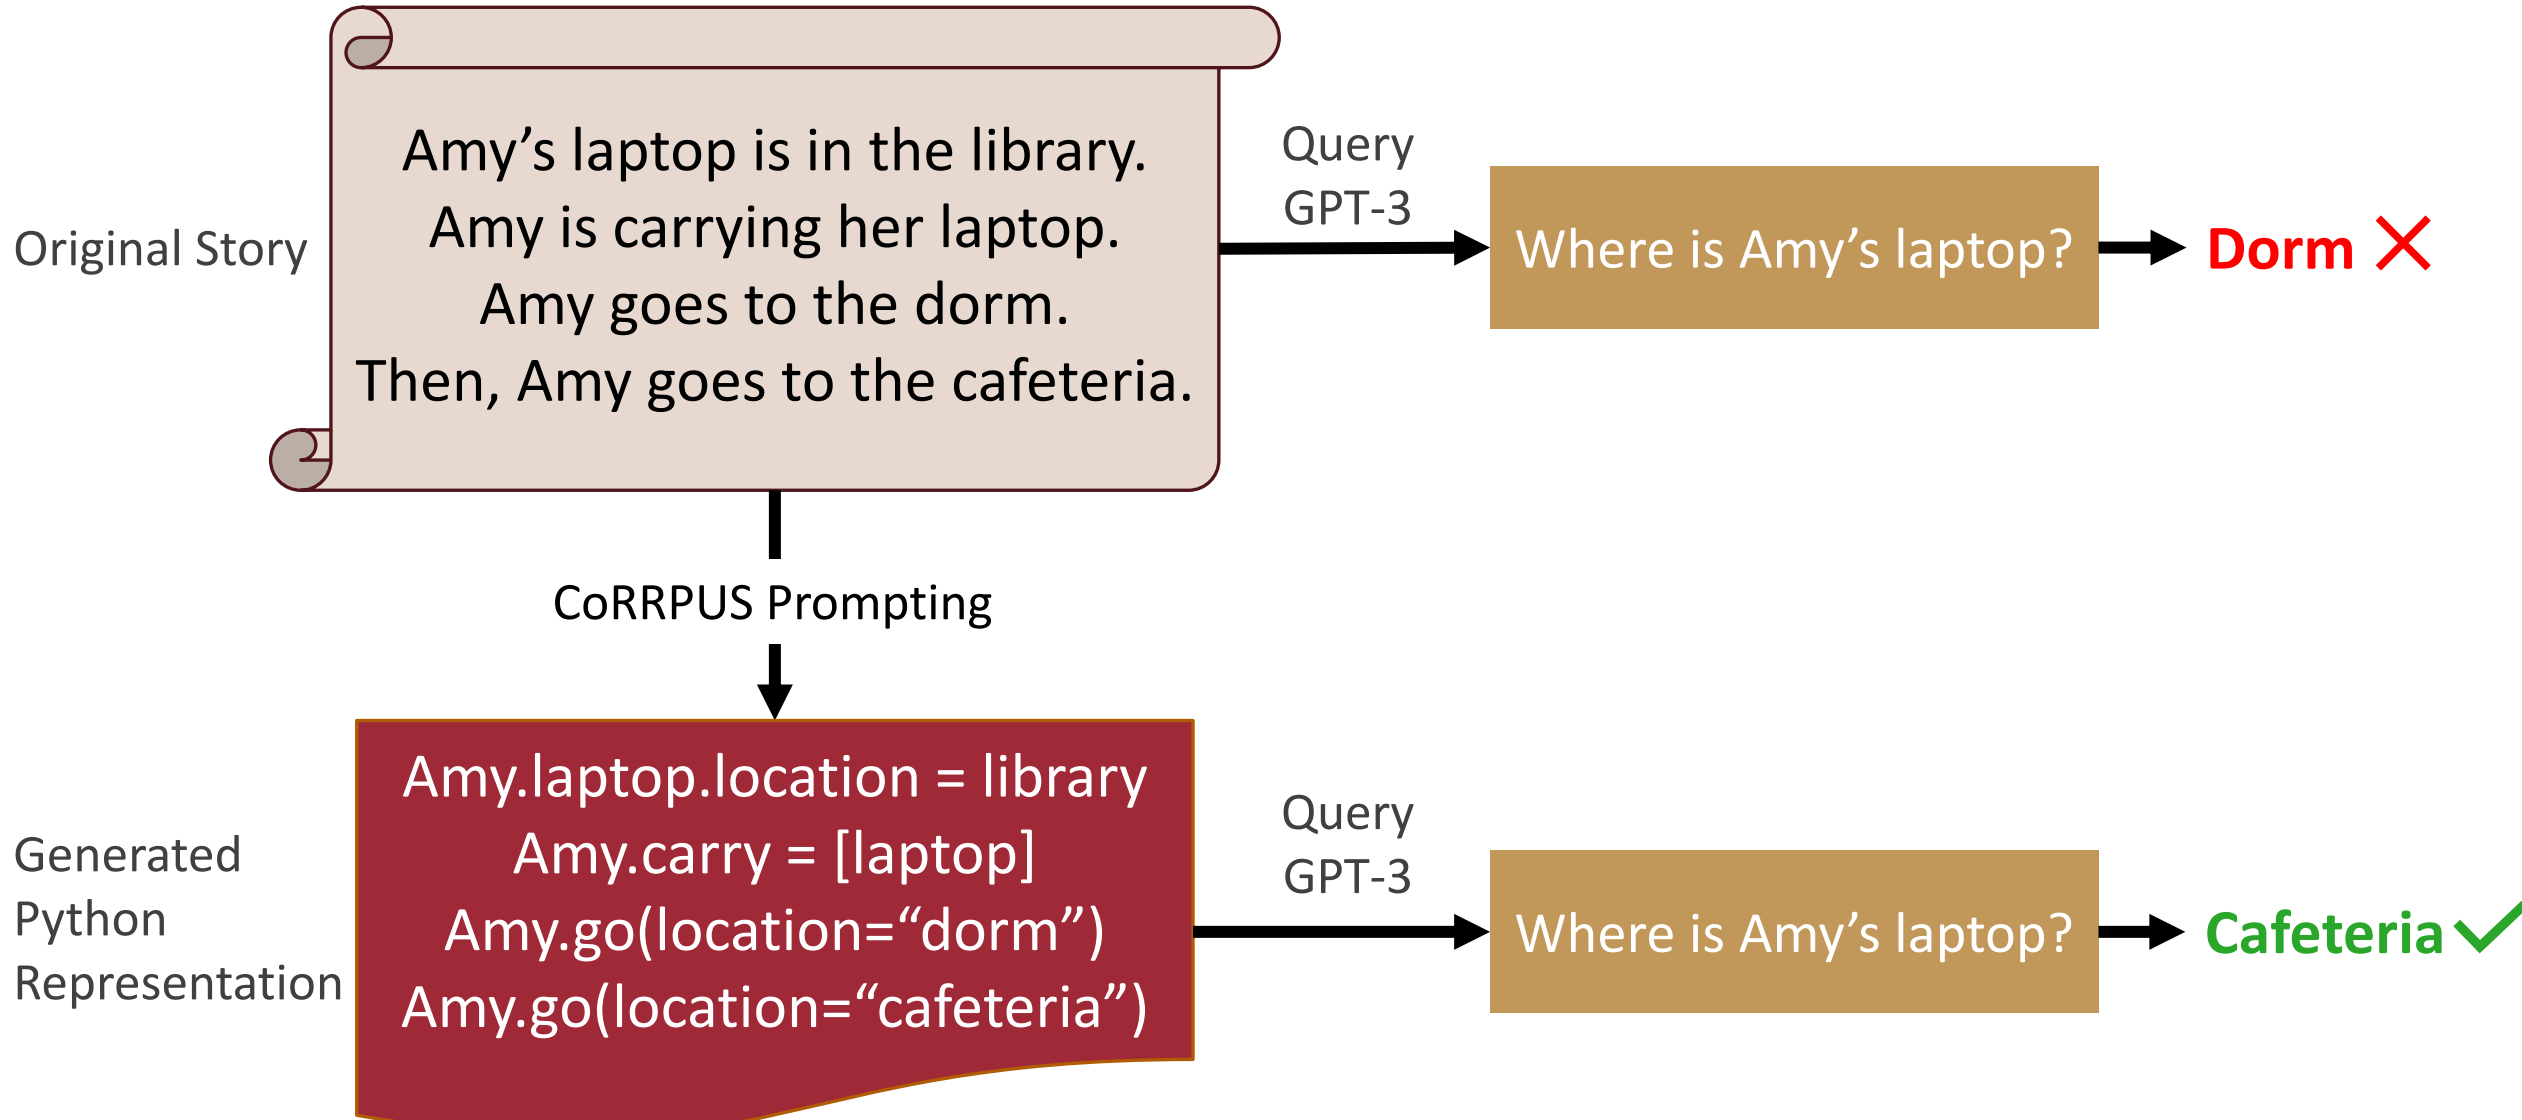 Original Story
Amy’s laptop is in the library.
Amy is carrying her laptop.
Amy goes to the dorm.
Then, Amy goes to the cafeteria.
Query
GPT-3
Where is Amy’s laptop?
Dorm
CoRRPUS Prompting
Generated
Python
Representation
Amy.laptop.location = library
Amy.carry = [laptop]
Amy.go(location=“dorm”)
Amy.go(location=“cafeteria”)
Query
GPT-3
Where is Amy’s laptop?
Cafeteria